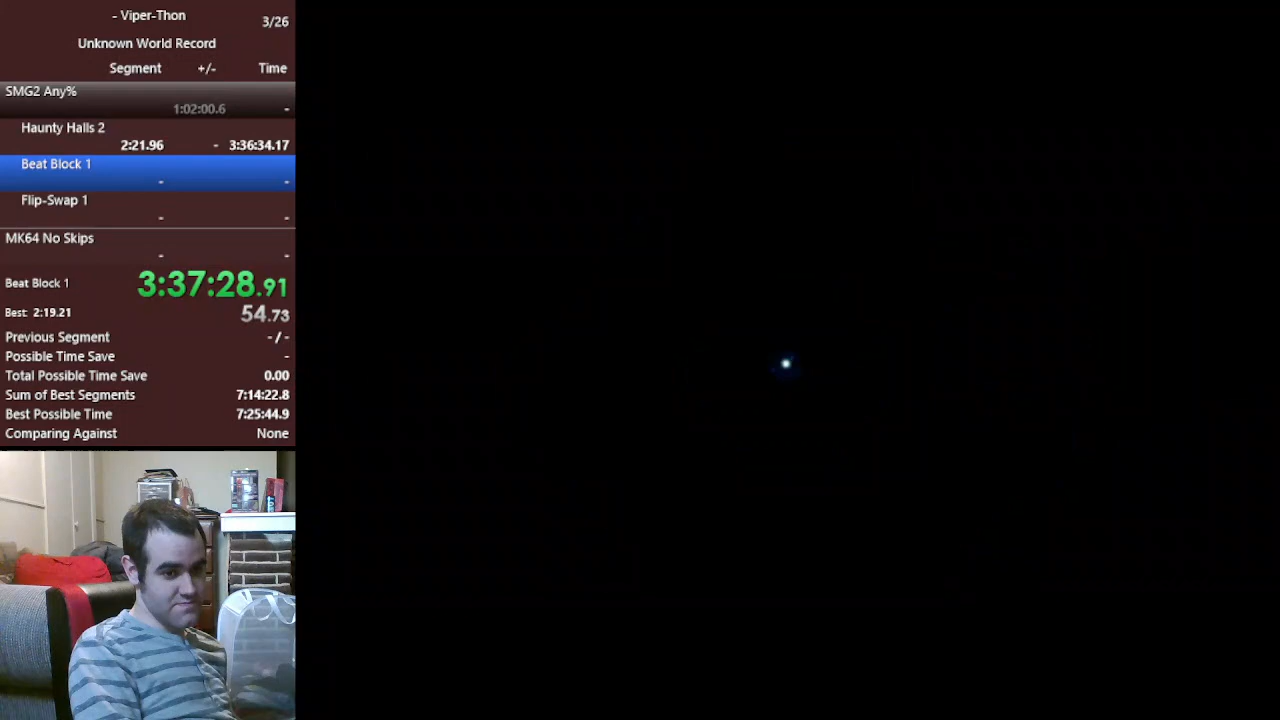 - Viper-Thon
3/26
Unknown World Record
Segment +/- Time
SMG2 Any%
1:02:00.6 -
Haunty Halls 2
2:21.96 - 3:36:34.17
Beat Block 1
- -
Flip-Swap 1
- -
MK64 No Skips
- -
Beat Block 1 3:37:28.91
Best: 2:19.21 54.73
Previous Segment - / -
Possible Time Save -
Total Possible Time Save 0.00
Sum of Best Segments 7:14:22.8
Best Possible Time 7:25:44.9
Comparing Against None